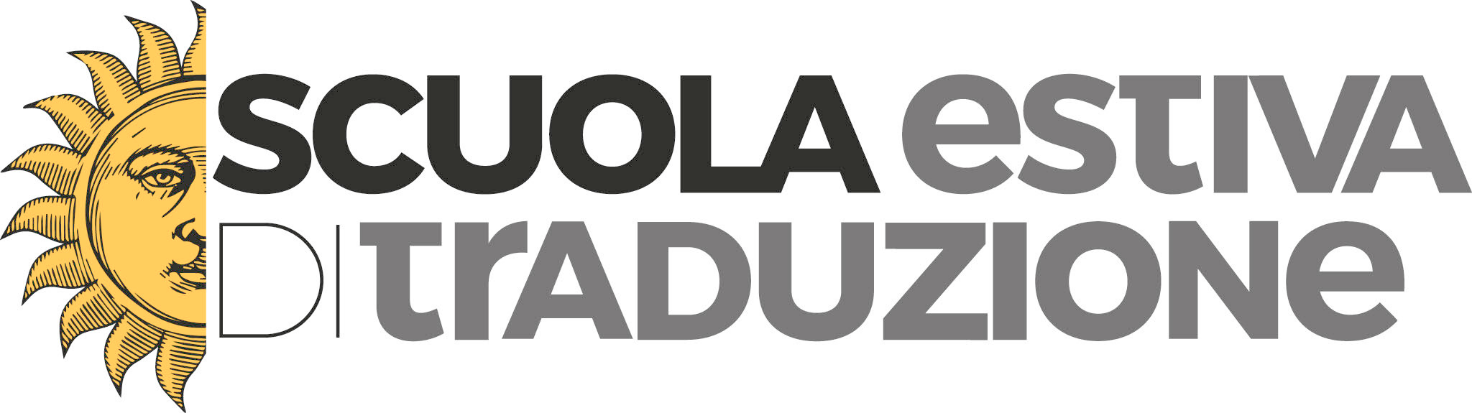 SCUOLA eSTIVA
DI TrADUZIONe